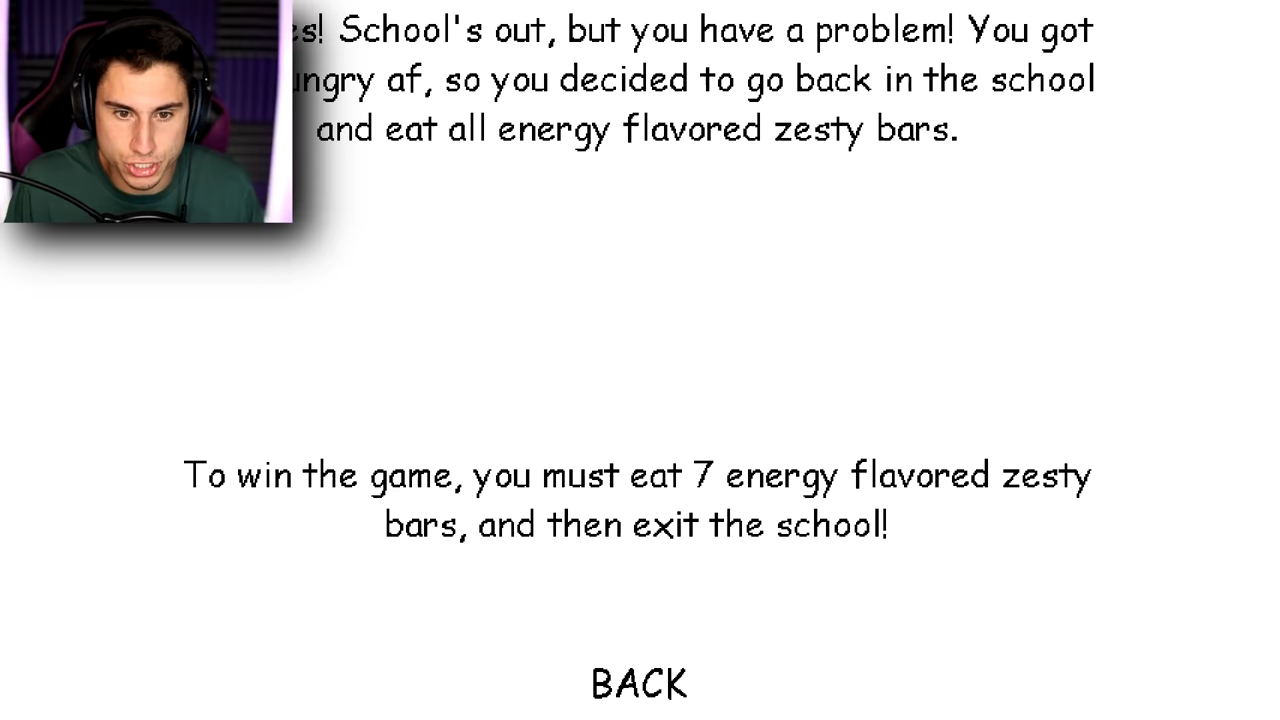 School's out, but you have a problem! You got
af, so you decided to go back in the school
and eat all energy flavored zesty bars.
To win the game, you must eat 7 energy flavored zesty
bars, and then exit the school!
BACK